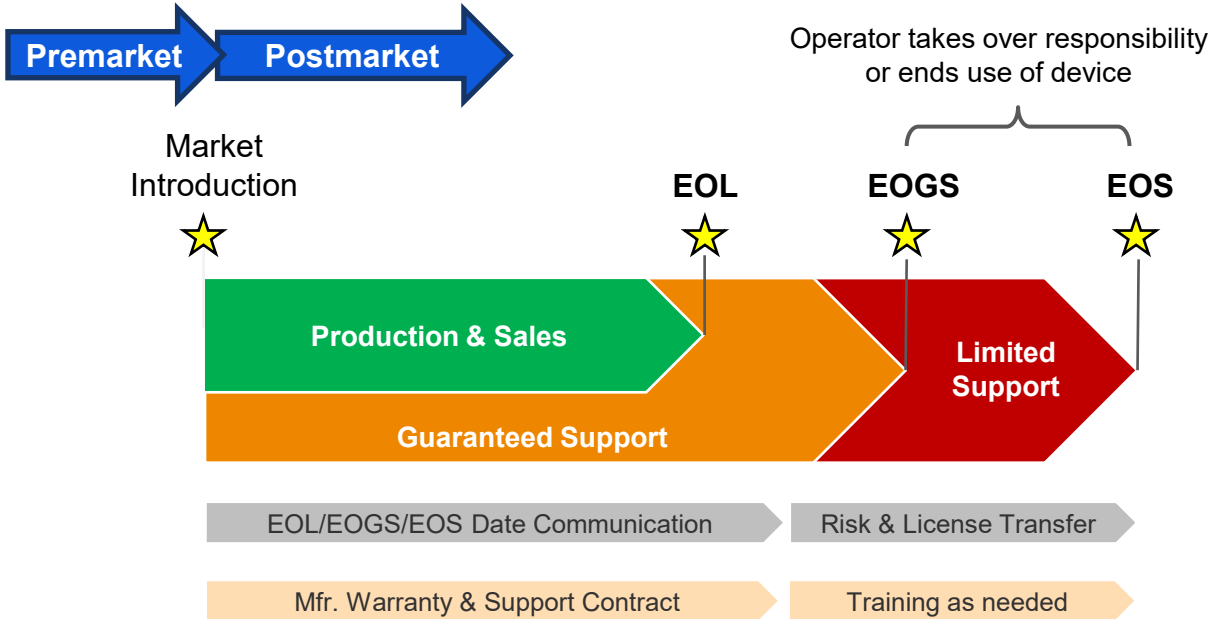 Premarket
Postmarket
Operator takes over responsibility
or ends use of device
Market
Introduction
EOL
EOGS
EOS
Production & Sales
Limited
Support
Guaranteed Support
EOL/EOGS/EOS Date Communication
Risk & License Transfer
Mfr. Warranty & Support Contract
Training as needed